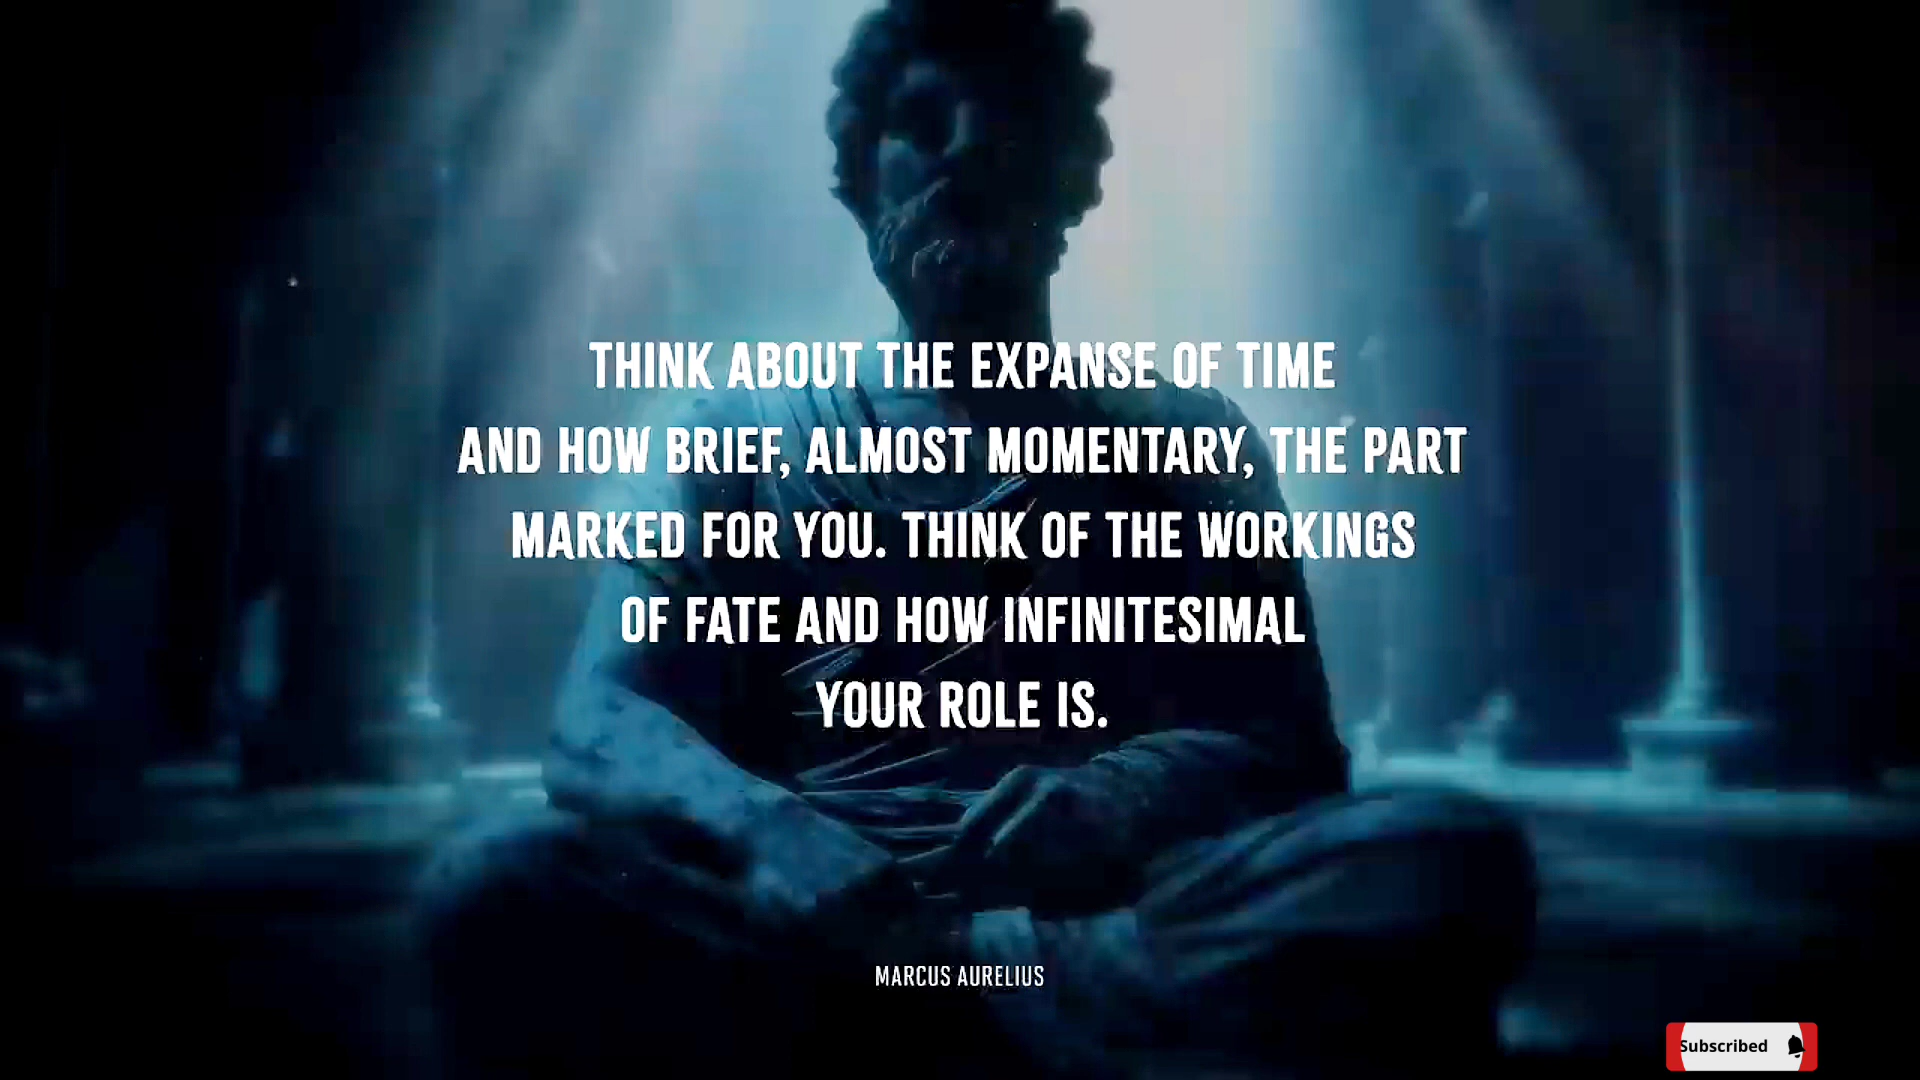 THINK ABOUT THE EXPANSE OF TIME
AND HOW BRIEF, ALMOST MOMENTARY, THE PART
MARKED FOR YOU. THINK OF THE WORKINGS
OF FATE AND HOW INFINITESIMAL
YOUR ROLE IS.
MARCUS AURELIUS
Subscribed